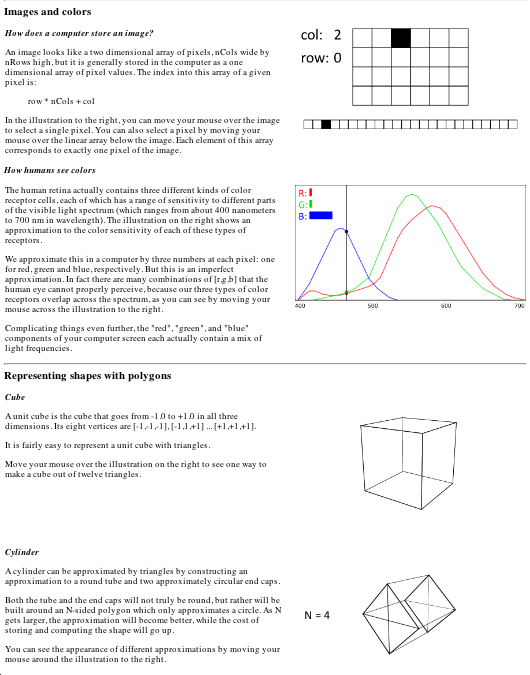 Images and colors
How does a computer store an image?
An image looks like a two dimensional array of pixels, nCols wide by
nRows high, but it is generally stored in the computer as a one
dimensional array of pixel values. The index into this array of a given
pixel is:
row * nCols + col
In the illustration to the right, you can move your mouse over the image
to select a single pixel. You can also select a pixel by moving your
mouse over the linear array below the image. Each element of this array
corresponds to exactly one pixel of the image.
col: 2
row: 0
How humans see colors
The human retina actually contains three different kinds of color
receptor cells, each of which has a range of sensitivity to different parts
of the visible light spectrum (which ranges from about 400 nanometers
to 700 nm in wavelength). The illustration on the right shows an
approximation to the color sensitivity of each of these types of
receptors.
We approximate this in a computer by three numbers at each pixel: one
for red, green and blue, respectively. But this is an imperfect
approximation. In fact there are many combinations of [r,g,b] that the
human eye cannot properly perceive, because our three types of color
receptors overlap across the spectrum, as you can see by moving your
mouse across the illustration to the right.
Complicating things even further, the "red", "green", and "blue"
components of your computer screen each actually contain a mix of
light frequencies.
R:
G:
B:
400 500 600 700
Representing shapes with polygons
Cube
A unit cube is the cube that goes from -1.0 to +1.0 in all three
dimensions. Its eight vertices are [-1,-1,-1], [-1,1,+1] ... [+1,+1,+1].
It is fairly easy to represent a unit cube with triangles.
Move your mouse over the illustration on the right to see one way to
make a cube out of twelve triangles.
Cylinder
A cylinder can be approximated by triangles by constructing an
approximation to a round tube and two approximately circular end caps.
Both the tube and the end caps will not truly be round, but rather will be
built around an N-sided polygon which only approximates a circle. As N
gets larger, the approximation will become better, while the cost of
storing and computing the shape will go up.
You can see the appearance of different approximations by moving your
mouse around the illustration to the right.
N = 4